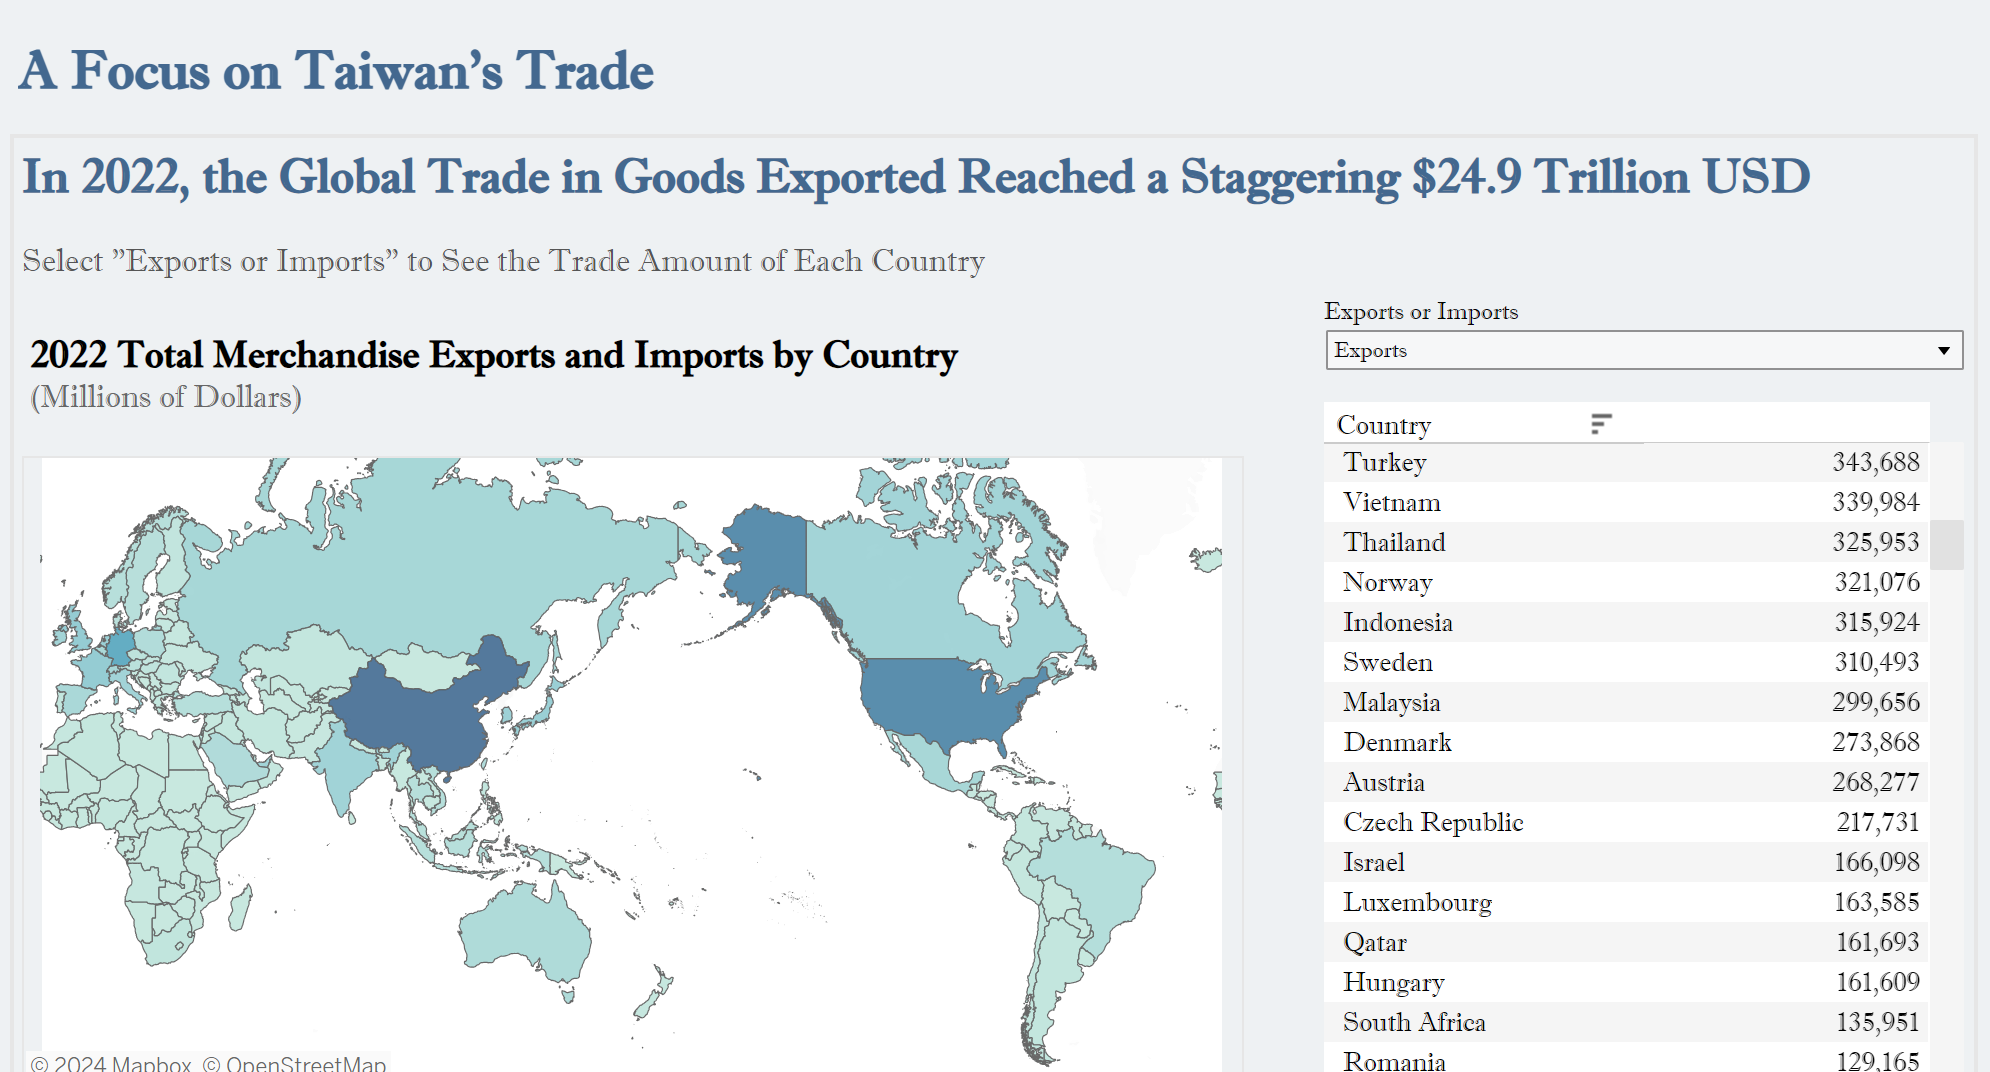 A Focus on Taiwan’s Trade
In 2022, the Global Trade in Goods Exported Reached a Staggering $24.9 Trillion USD
Select ”Exports or Imports” to See the Trade Amount of Each Country
Exports or Imports
Exports
2022 Total Merchandise Exports and Imports by Country
(Millions of Dollars)
Country
Turkey 343,688
Vietnam 339,984
Thailand 325,953
Norway 321,076
Indonesia 315,924
Sweden 310,493
Malaysia 299,656
Denmark 273,868
Austria 268,277
Czech Republic 217,731
Israel 166,098
Luxembourg 163,585
Qatar 161,693
Hungary 161,609
South Africa 135,951
Romania 129,165
© 2024 Mapbox © OpenStreetMap